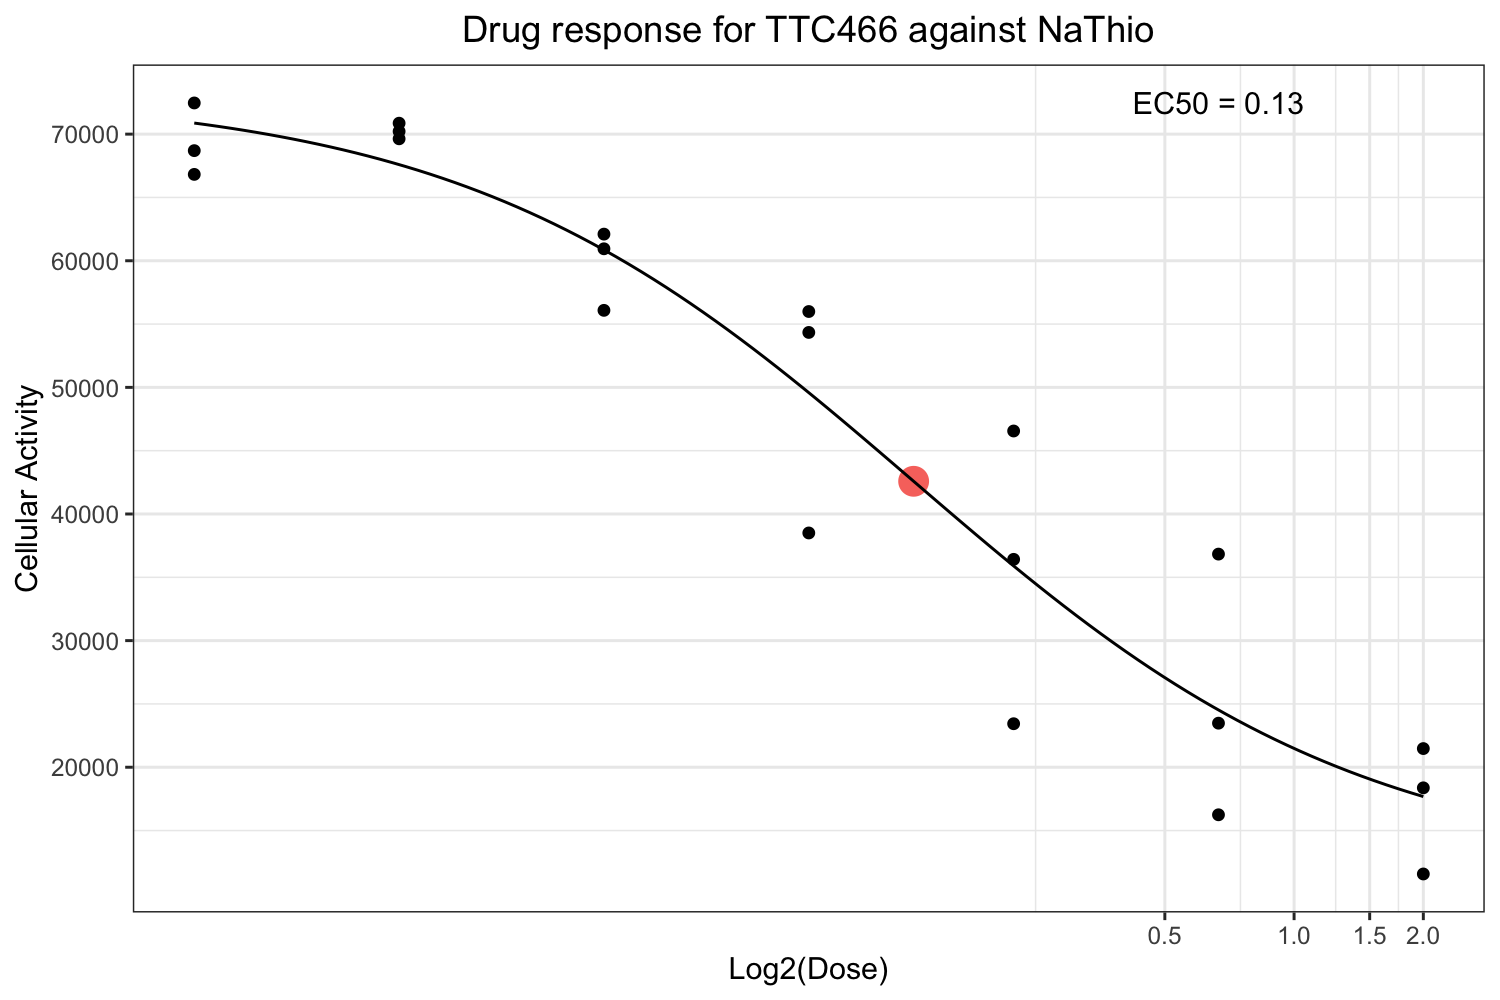 Drug response for TTC466 against NaThio
EC50 = 0.13
70000
60000
50000
40000
30000
20000
Cellular Activity
0.5 1.0 1.5 2.0
Log2(Dose)